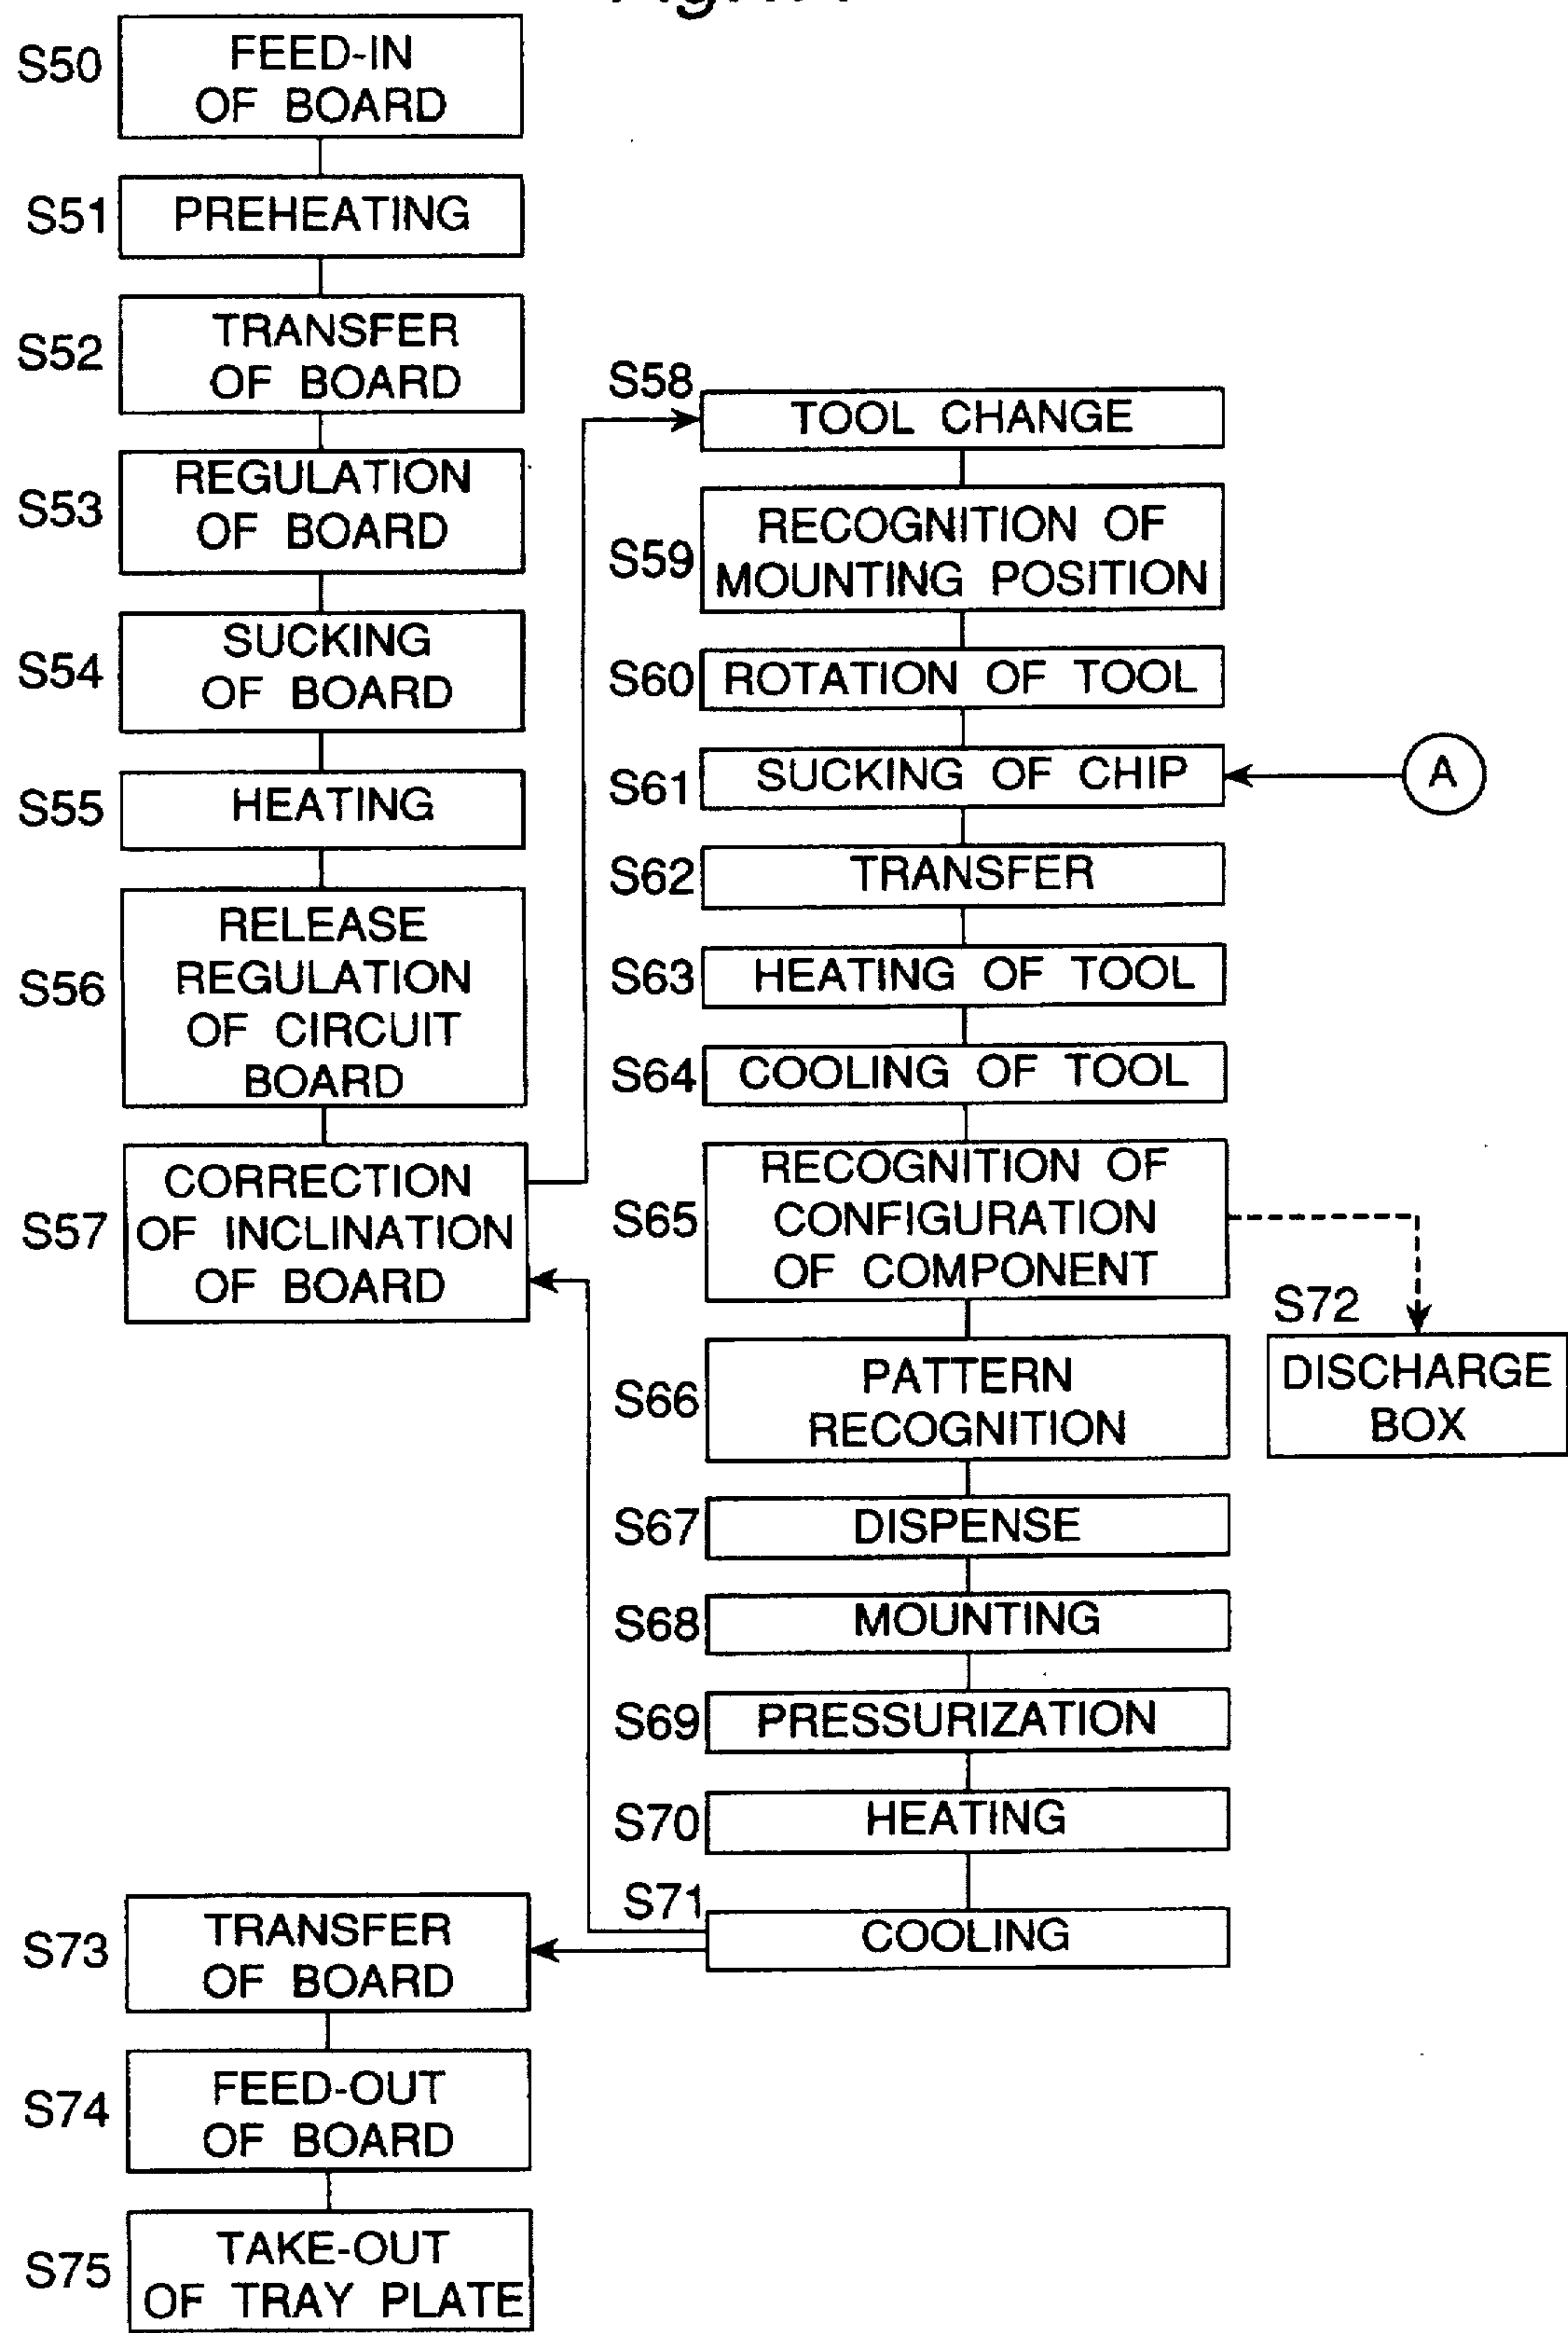 S50
FEED-IN
OF BOARD
S51
PREHEATING
S52
TRANSFER
OF BOARD
S53
REGULATION
OF BOARD
S54
SUCKING
OF BOARD
S55
HEATING
S56
RELEASE
REGULATION
OF CIRCUIT
BOARD
S57
CORRECTION
OF INCLINATION
OF BOARD
S58
TOOL CHANGE
S59
RECOGNITION OF
MOUNTING POSITION
S60
ROTATION OF TOOL
S61
SUCKING OF CHIP
A
S62
TRANSFER
S63
HEATING OF TOOL
S64
COOLING OF TOOL
S65
RECOGNITION OF
CONFIGURATION
OF COMPONENT
S72
DISCHARGE
BOX
S66
PATTERN
RECOGNITION
S67
DISPENSE
S68
MOUNTING
S69
PRESSURIZATION
S70
HEATING
S71
COOLING
S73
TRANSFER
OF BOARD
S74
FEED-OUT
OF BOARD
S75
TAKE-OUT
OF TRAY PLATE